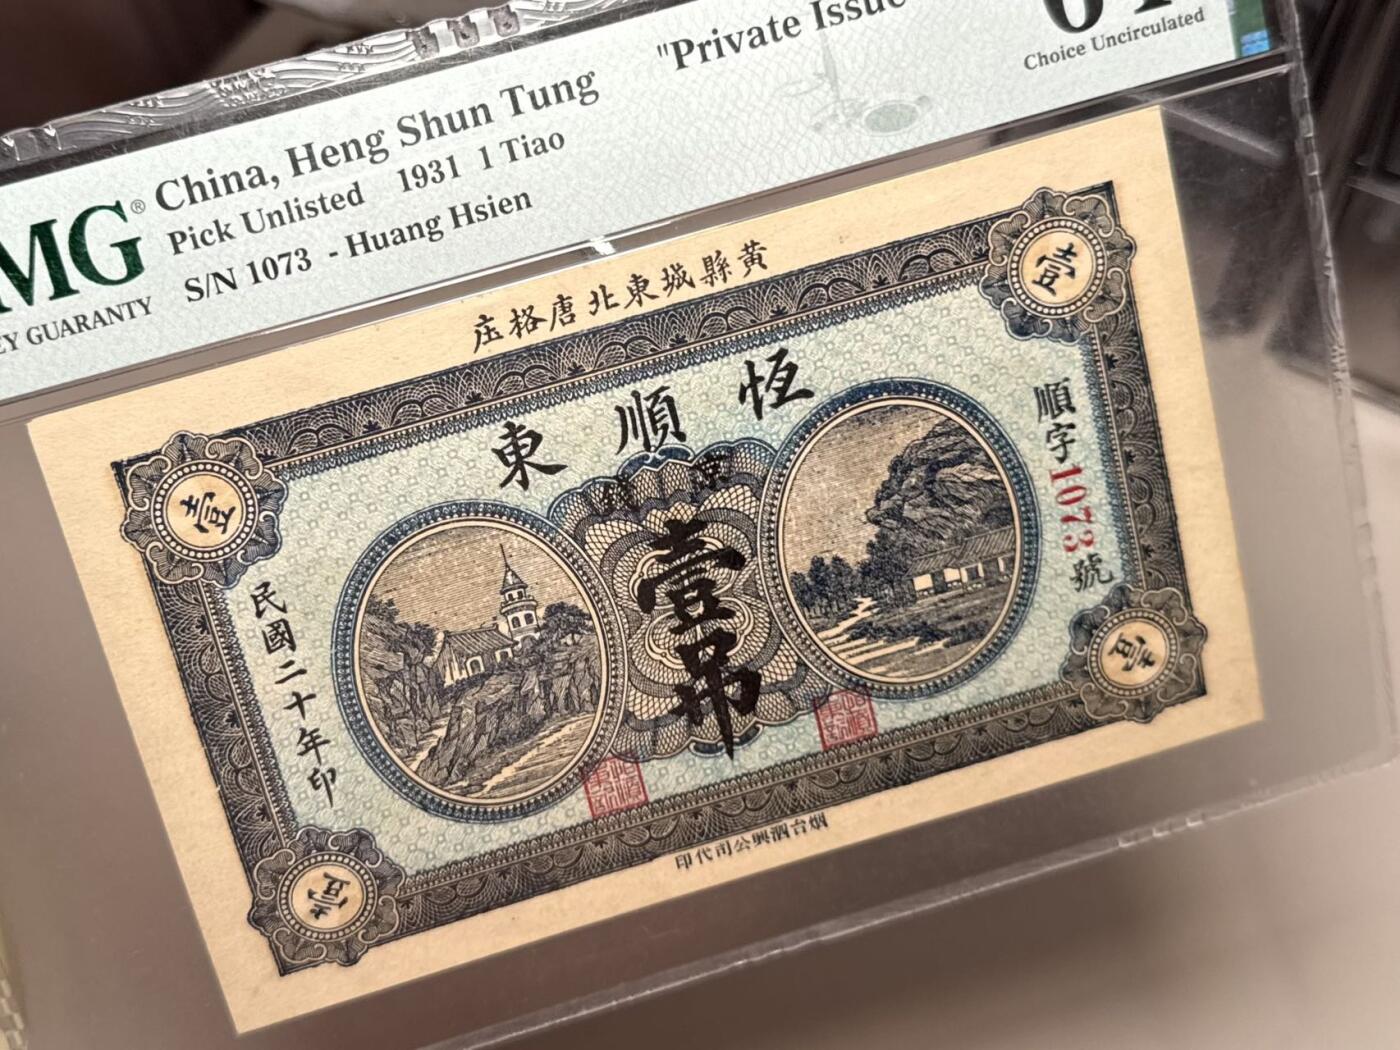 China, Heng Shun Tung "Private Issue
Pick Unlisted 1931 1 Tiao
S/N 1073 - Huang Hsien
Choice Uncirculated
MG®
EY GUARANTY
黃縣城東北唐格庄
恆順東
壹
壹
順字1073號
壹吊
民國二十年印
壹
壹
烟台泗興公司代印